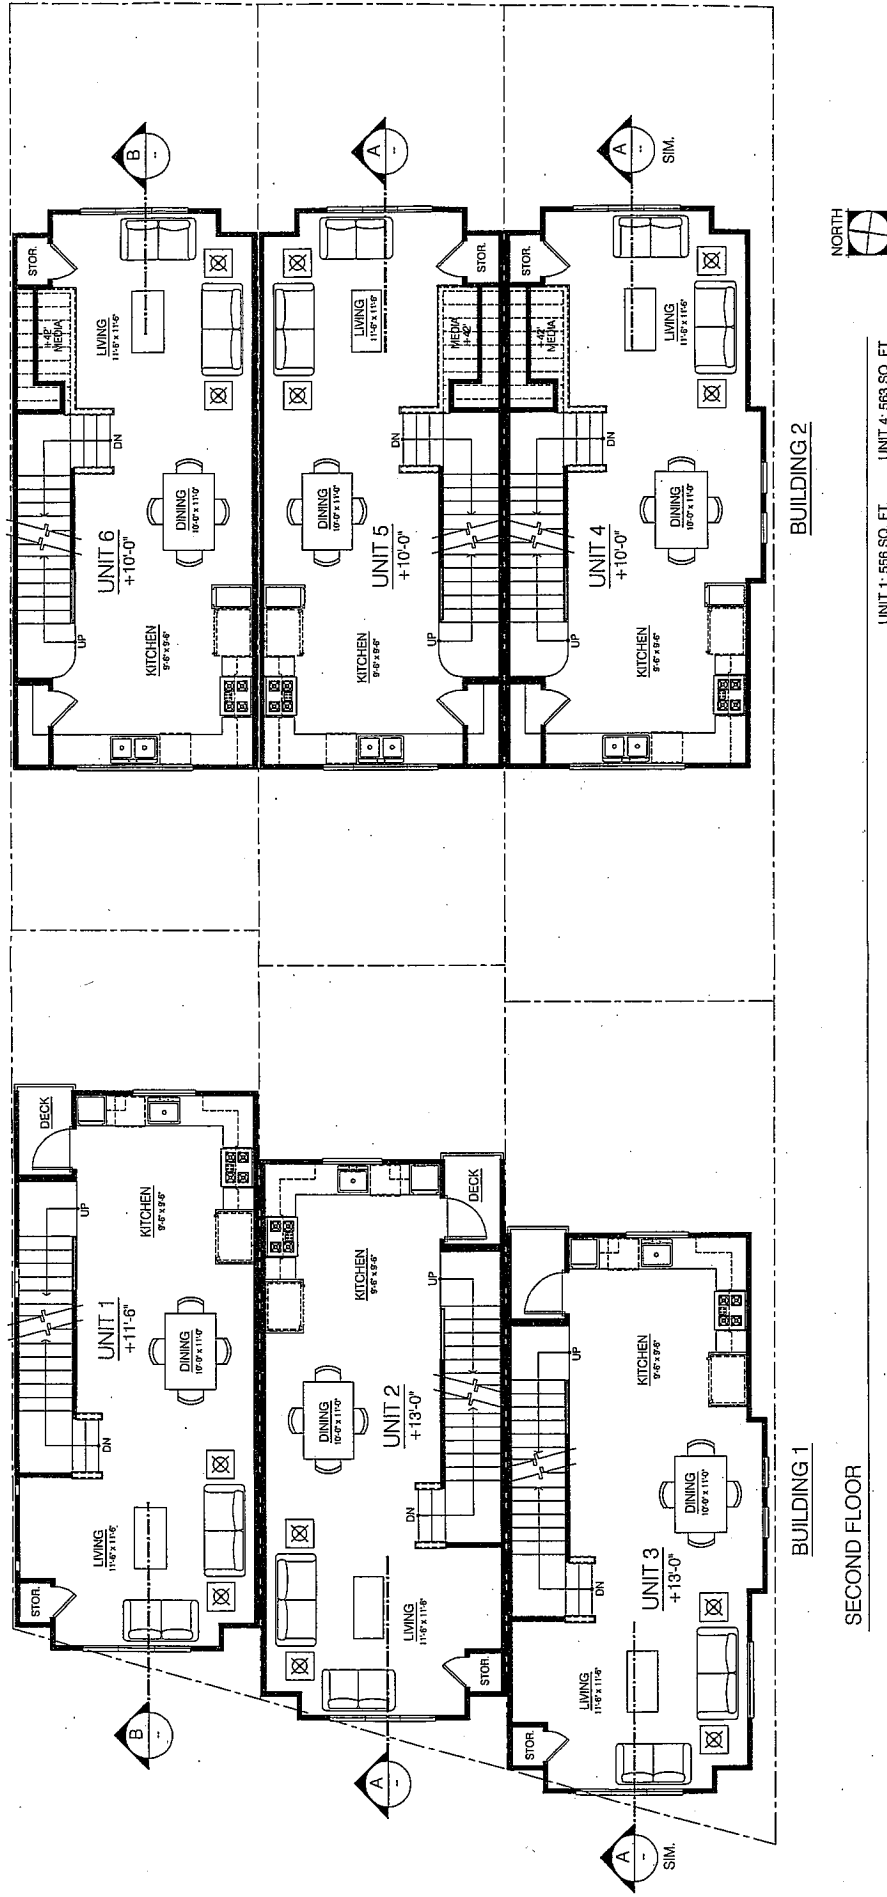 B
STOR.
LIVING
11'-6" x 11'-6"
DN
UNIT 1
+11'-6"
DINING
10'-0" x 11'-0"
KITCHEN
9'-6" x 9'-6"
UP
DECK
KITCHEN
9'-6" x 9'-6"
UP
UNIT 6
+10'-0"
DINING
10'-0" x 11'-0"
DN
+42"
MEDIA
LIVING
11'-6" x 11'-6"
STOR.
B
A
LIVING
11'-6" x 11'-6"
STOR.
DN
DINING
10'-0" x 11'-0"
UNIT 2
+13'-0"
KITCHEN
9'-6" x 9'-6"
UP
DECK
KITCHEN
9'-6" x 9'-6"
UP
DINING
10'-0" x 11'-0"
UNIT 5
+10'-0"
DN
LIVING
11'-6" x 11'-6"
MEDIA
+42"
STOR.
A
A
SIM.
STOR.
LIVING
11'-6" x 11'-6"
DN
UNIT 3
+13'-0"
DINING
10'-0" x 11'-0"
UP
KITCHEN
9'-6" x 9'-6"
UP
KITCHEN
9'-6" x 9'-6"
UNIT 4
+10'-0"
DINING
10'-0" x 11'-0"
DN
+42"
MEDIA
LIVING
11'-6" x 11'-6"
STOR.
A
SIM.
BUILDING 1
BUILDING 2
SECOND FLOOR
NORTH
UNIT 1: 556 SQ. FT. UNIT 4: 563 SQ. FT.